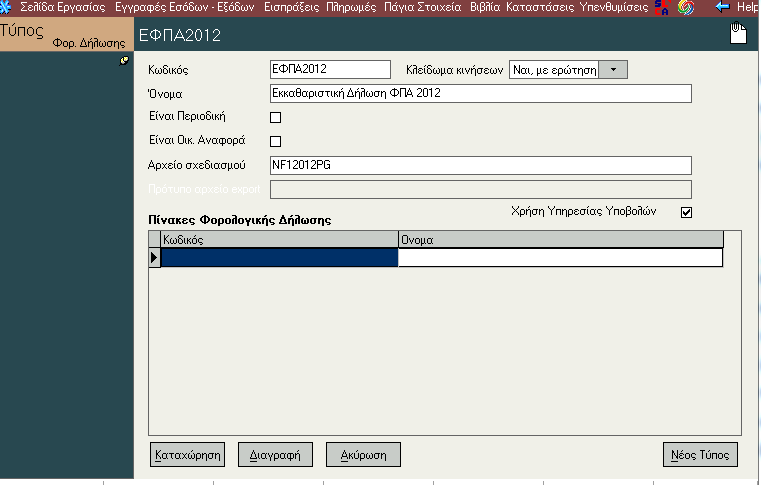 Σελίδα Εργασίας Εγγραφές Εσόδων - Εξόδων Εισπράξεις Πληρωμές Πάγια Στοιχεία Βιβλία Καταστάσεις Υπενθυμίσεις Help
Τύπος
Φορ. Δήλωσης
ΕΦΠΑ2012
Κωδικός ΕΦΠΑ2012 Κλείδωμα κινήσεων Ναι, με ερώτηση
Όνομα Εκκαθαριστική Δήλωση ΦΠΑ 2012
Είναι Περιοδική
Είναι Οικ. Αναφορά
Αρχείο σχεδιασμού NF12012PG
Πρότυπο αρχείο export
Χρήση Υπηρεσίας Υποβολών
Πίνακες Φορολογικής Δήλωσης
Κωδικός Ονομα
Καταχώρηση Διαγραφή Ακύρωση Νέος Τύπος